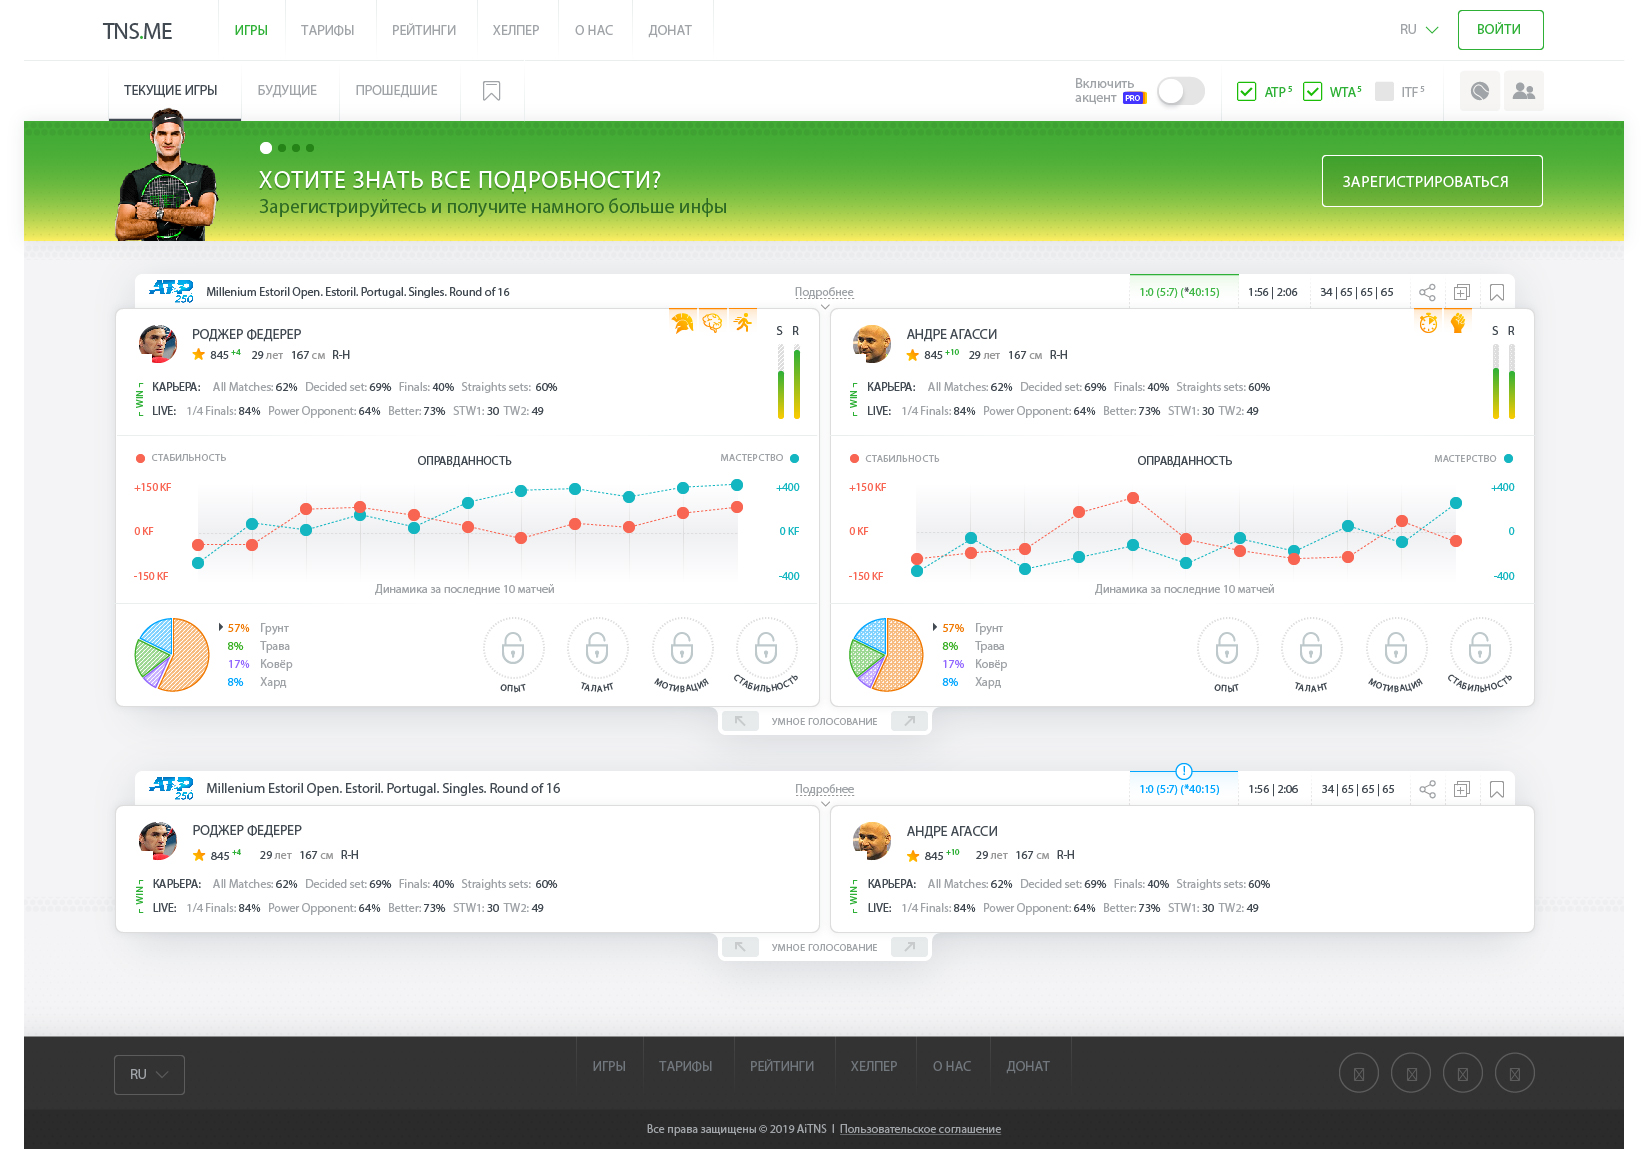 TNS.ME
ИГРЫ ТАРИФЫ РЕЙТИНГИ ХЕЛПЕР О НАС ДОНАТ
RU ВОЙТИ
ТЕКУЩИЕ ИГРЫ БУДУЩИЕ ПРОШЕДШИЕ
Включить
акцент PRO
ATP 5 WTA 5 ITF 5
ХОТИТЕ ЗНАТЬ ВСЕ ПОДРОБНОСТИ?
Зарегистрируйтесь и получите намного больше инфы
ЗАРЕГИСТРИРОВАТЬСЯ
ATP 250 Millenium Estoril Open. Estoril. Portugal. Singles. Round of 16 Подробнее 1:0 (5:7) (*40:15) 1:56 | 2:06 34 | 65 | 65 | 65
РОДЖЕР ФЕДЕРЕР S R
845 +4 29 лет 167 см R-H
WIN
КАРЬЕРА: All Matches: 62% Decided set: 69% Finals: 40% Straights sets: 60%
LIVE: 1/4 Finals: 84% Power Opponent: 64% Better: 73% STW1: 30 TW2: 49
СТАБИЛЬНОСТЬ ОПРАВДАННОСТЬ МАСТЕРСТВО
+150 KF +400
0 KF 0 KF
-150 KF -400
Динамика за последние 10 матчей
57% Грунт
8% Трава
17% Ковёр
8% Хард
ОПЫТ ТАЛАНТ МОТИВАЦИЯ СТАБИЛЬНОСТЬ
АНДРЕ АГАССИ S R
845 +10 29 лет 167 см R-H
WIN
КАРЬЕРА: All Matches: 62% Decided set: 69% Finals: 40% Straights sets: 60%
LIVE: 1/4 Finals: 84% Power Opponent: 64% Better: 73% STW1: 30 TW2: 49
СТАБИЛЬНОСТЬ ОПРАВДАННОСТЬ МАСТЕРСТВО
+150 KF +400
0 KF 0
-150 KF -400
Динамика за последние 10 матчей
57% Грунт
8% Трава
17% Ковёр
8% Хард
ОПЫТ ТАЛАНТ МОТИВАЦИЯ СТАБИЛЬНОСТЬ
УМНОЕ ГОЛОСОВАНИЕ
ATP 250 Millenium Estoril Open. Estoril. Portugal. Singles. Round of 16 Подробнее 1:0 (5:7) (*40:15) 1:56 | 2:06 34 | 65 | 65 | 65
РОДЖЕР ФЕДЕРЕР
845 +4 29 лет 167 см R-H
WIN
КАРЬЕРА: All Matches: 62% Decided set: 69% Finals: 40% Straights sets: 60%
LIVE: 1/4 Finals: 84% Power Opponent: 64% Better: 73% STW1: 30 TW2: 49
АНДРЕ АГАССИ
845 +10 29 лет 167 см R-H
WIN
КАРЬЕРА: All Matches: 62% Decided set: 69% Finals: 40% Straights sets: 60%
LIVE: 1/4 Finals: 84% Power Opponent: 64% Better: 73% STW1: 30 TW2: 49
УМНОЕ ГОЛОСОВАНИЕ
RU ИГРЫ ТАРИФЫ РЕЙТИНГИ ХЕЛПЕР О НАС ДОНАТ
Все права защищены © 2019 AiTNS | Пользовательское соглашение